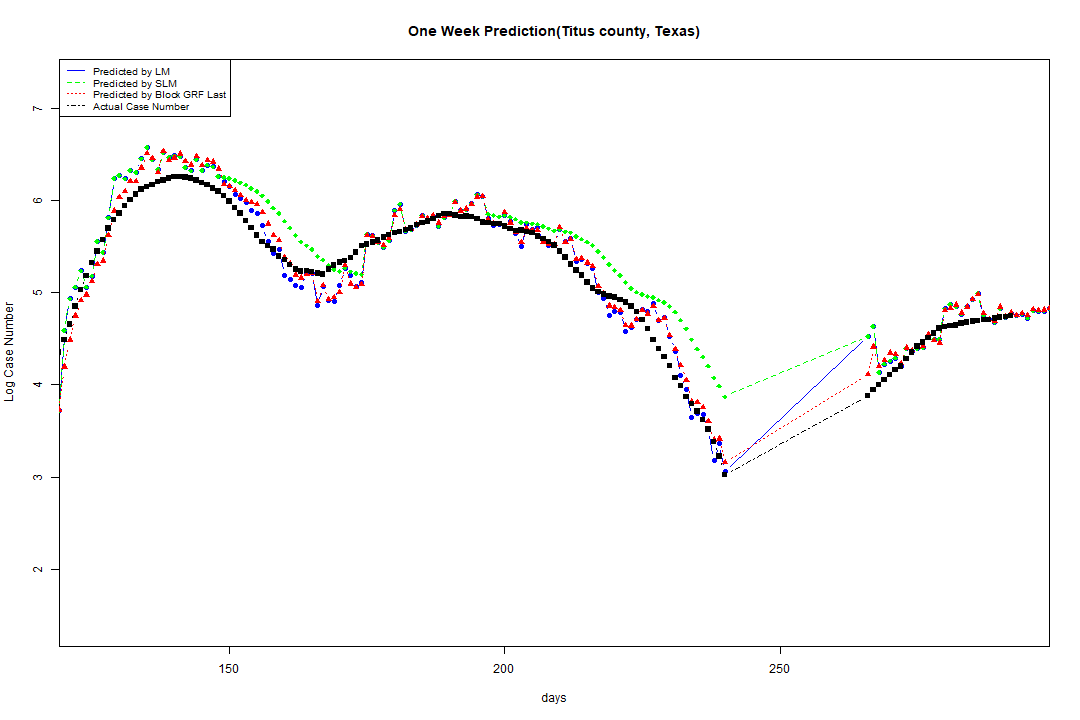 One Week Prediction(Titus county, Texas)
Predicted by LM
Predicted by SLM
Predicted by Block GRF Last
Actual Case Number
7
6
5
4
3
2
Log Case Number
150
200
250
days